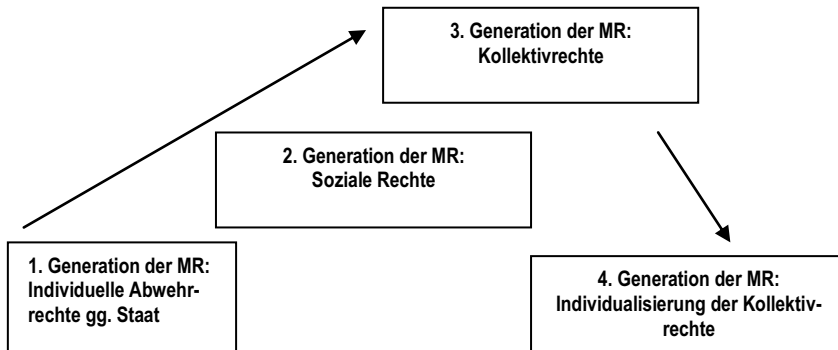 3. Generation der MR:
Kollektivrechte
2. Generation der MR:
Soziale Rechte
1. Generation der MR:
Individuelle Abwehr-
rechte gg. Staat
4. Generation der MR:
Individualisierung der Kollektiv-
rechte